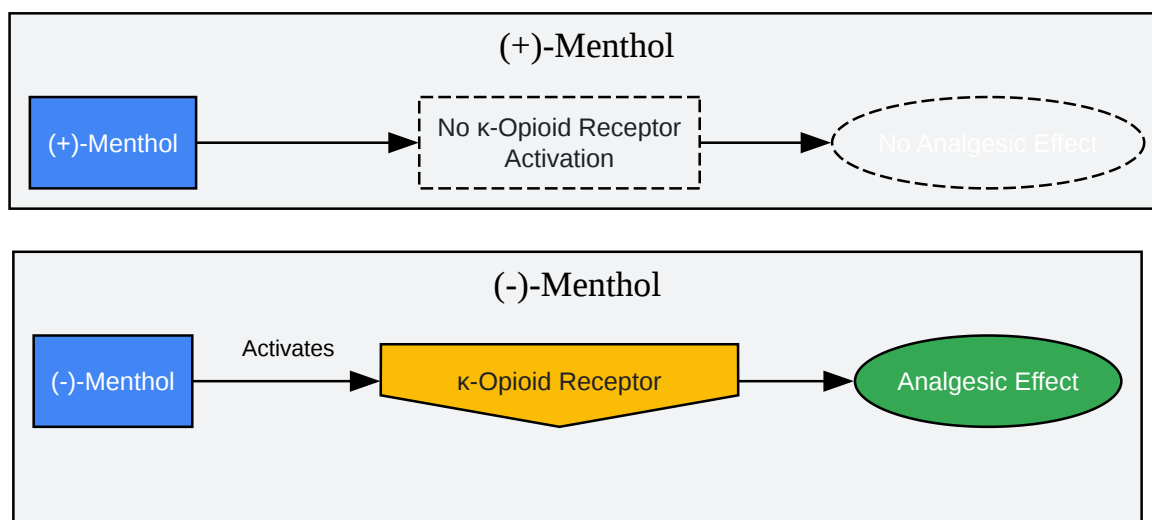 (+)-Menthol
(+)-Menthol
No κ-Opioid Receptor
Activation
No Analgesic Effect
(-)-Menthol
(-)-Menthol
Activates
κ-Opioid Receptor
Analgesic Effect